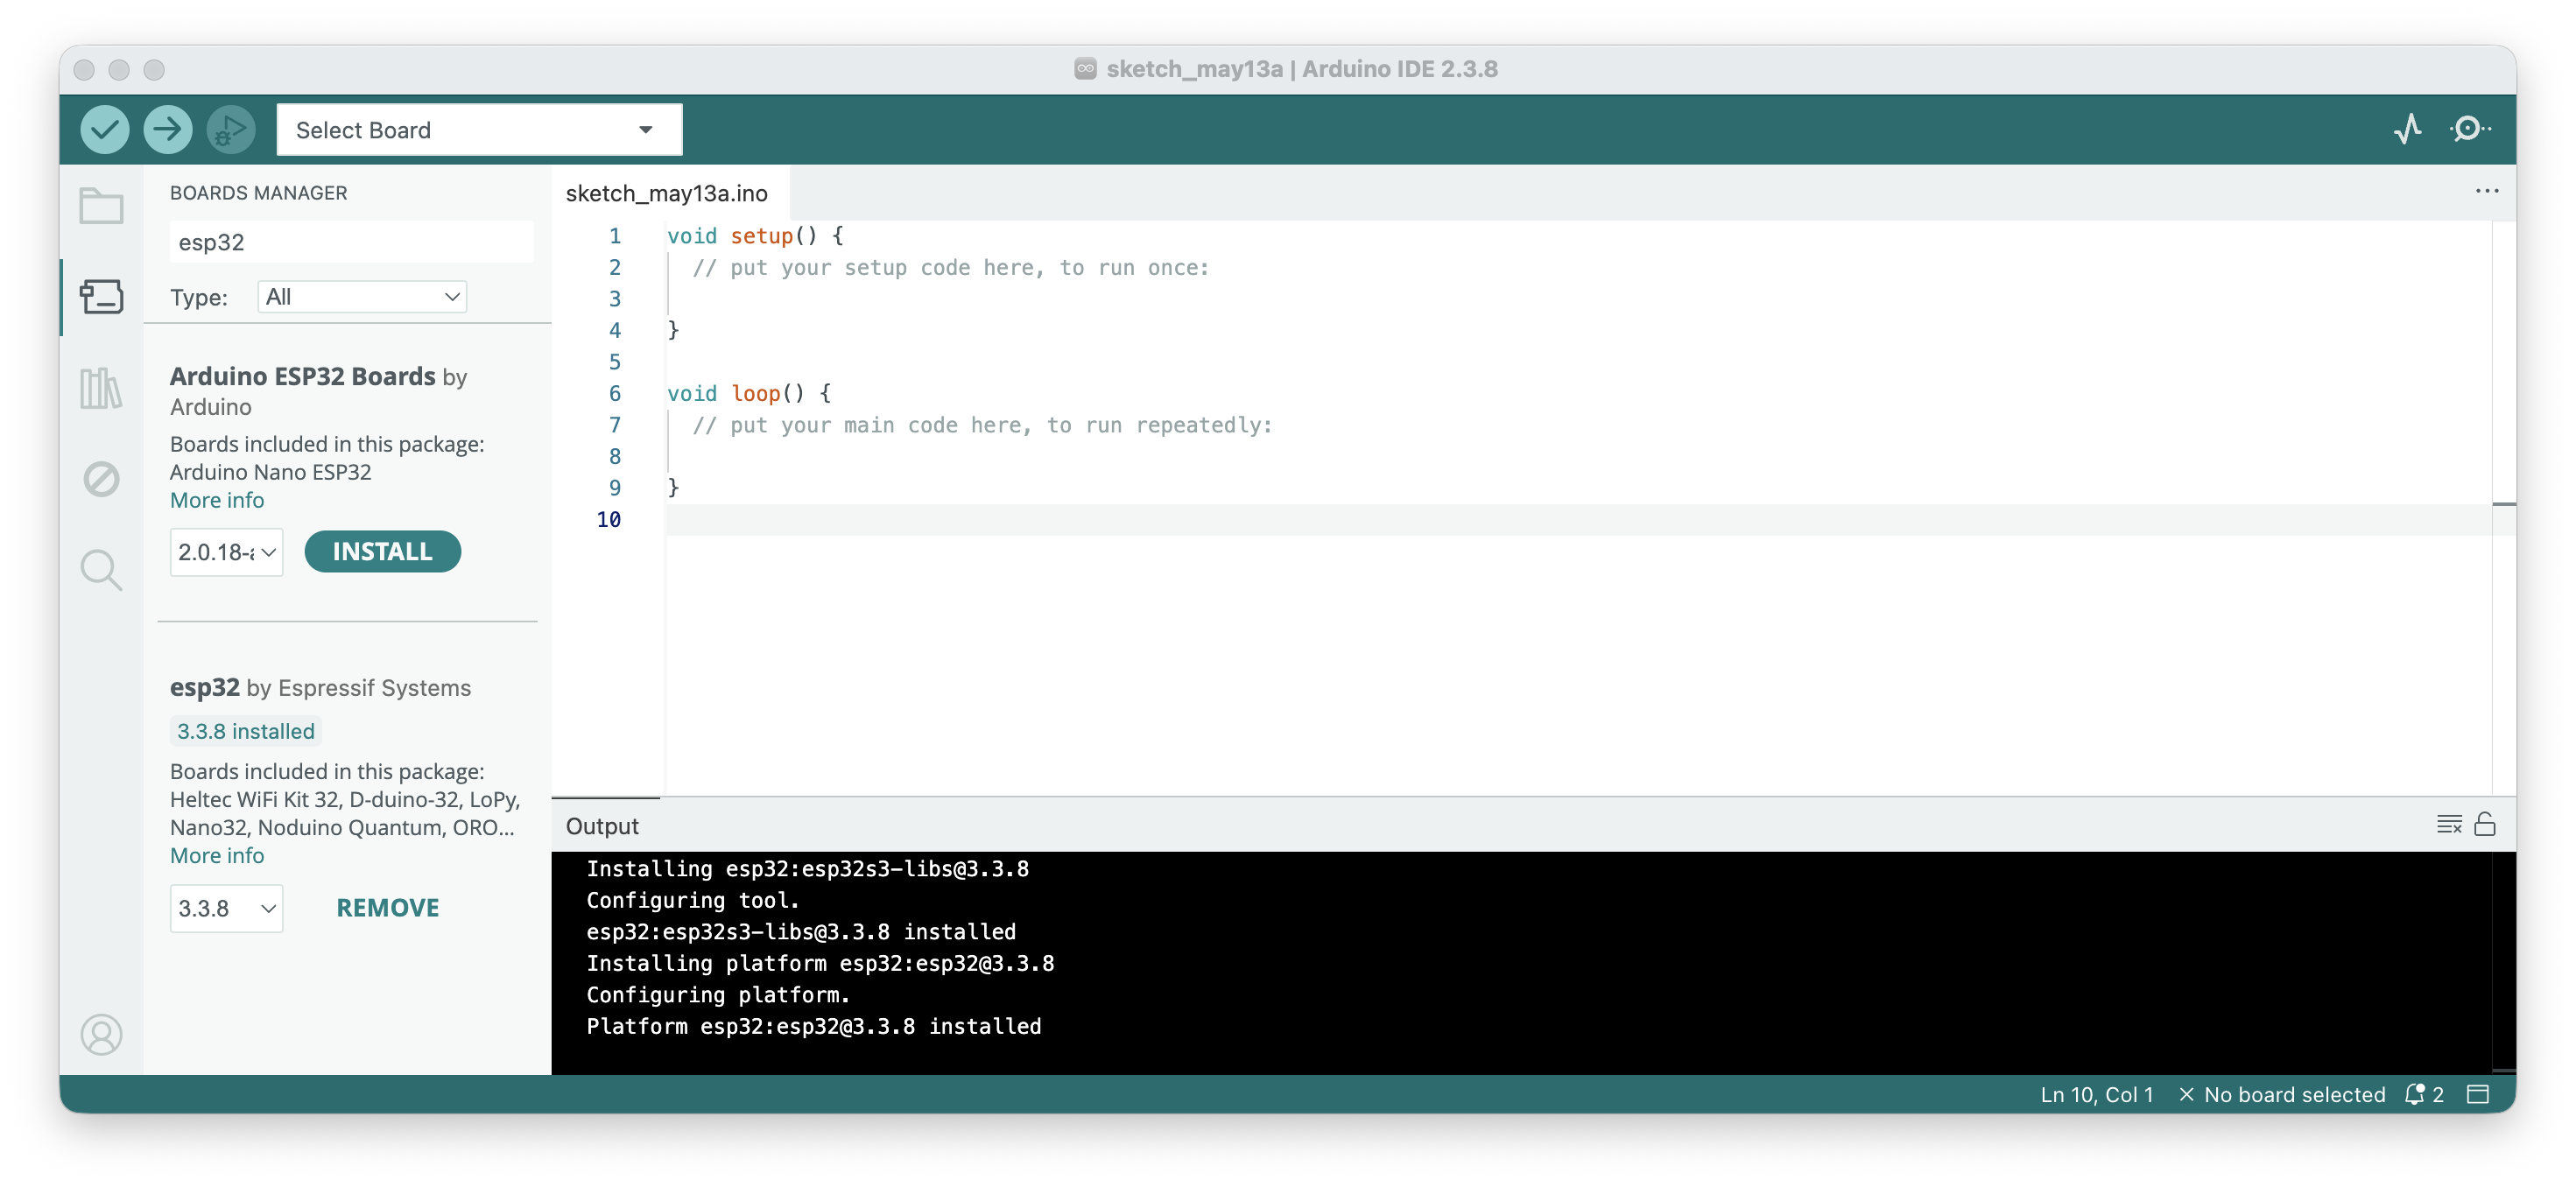 sketch_may13a | Arduino IDE 2.3.8
Select Board
BOARDS MANAGER
esp32
Type: All
Arduino ESP32 Boards by
Arduino
Boards included in this package:
Arduino Nano ESP32
More info
2.0.18-
INSTALL
esp32 by Espressif Systems
3.3.8 installed
Boards included in this package:
Heltec WiFi Kit 32, D-duino-32, LoPy,
Nano32, Noduino Quantum, ORO...
More info
3.3.8
REMOVE
sketch_may13a.ino
1 void setup() {
2 // put your setup code here, to run once:
3
4 }
5
6 void loop() {
7 // put your main code here, to run repeatedly:
8
9 }
10
Output
Installing esp32:esp32s3-libs@3.3.8
Configuring tool.
esp32:esp32s3-libs@3.3.8 installed
Installing platform esp32:esp32@3.3.8
Configuring platform.
Platform esp32:esp32@3.3.8 installed
Ln 10, Col 1 × No board selected 2